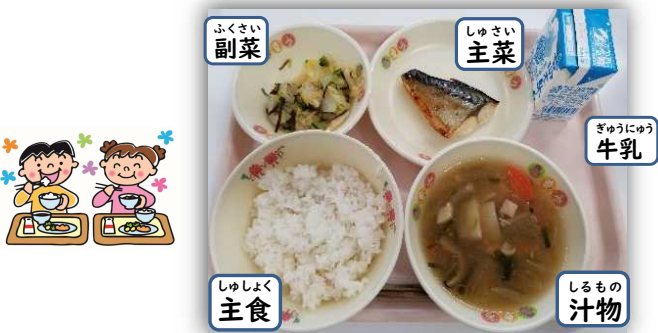 ふくさい
副菜
しゅさい
主菜
ぎゅうにゅう
牛乳
しゅしょく
主食
しるもの
汁物